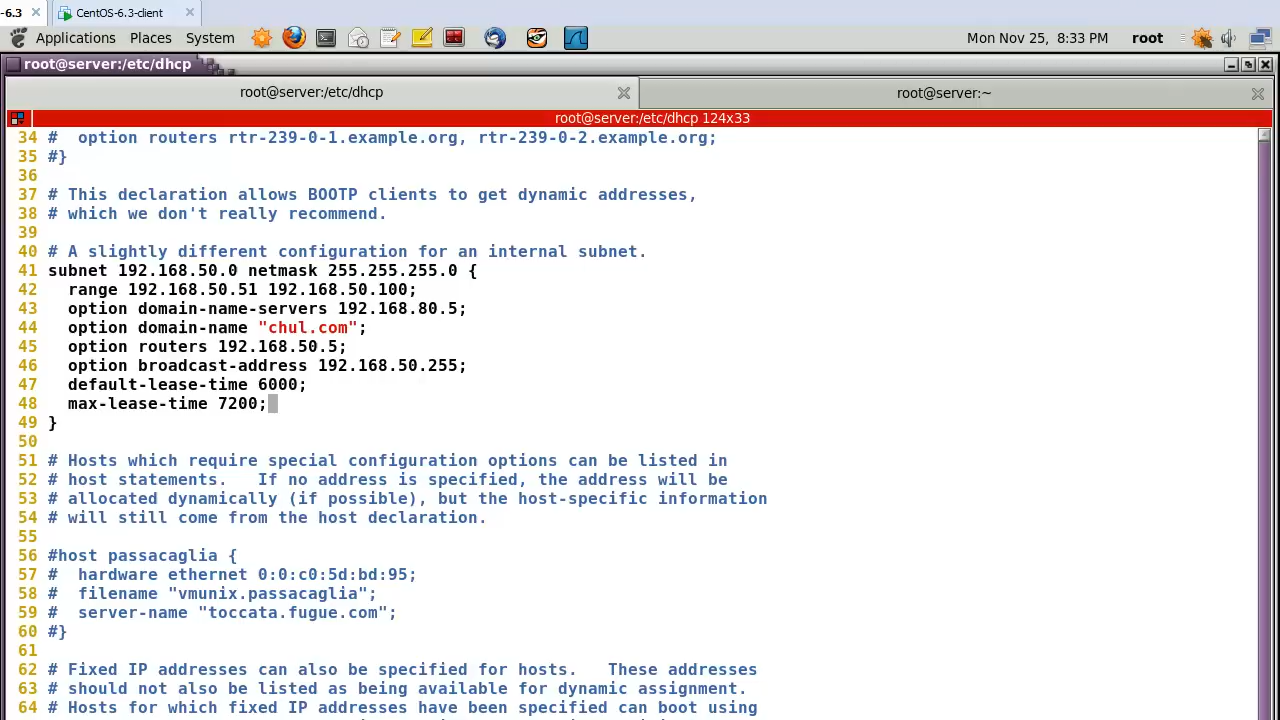 -6.3
CentOS-6.3-client
Applications Places System
Mon Nov 25, 8:33 PM root
root@server:/etc/dhcp
root@server:/etc/dhcp
root@server:~
root@server:/etc/dhcp 124x33
34 #  option routers rtr-239-0-1.example.org, rtr-239-0-2.example.org;
35 #}
36
37 # This declaration allows BOOTP clients to get dynamic addresses,
38 # which we don't really recommend.
39
40 # A slightly different configuration for an internal subnet.
41 subnet 192.168.50.0 netmask 255.255.255.0 {
42   range 192.168.50.51 192.168.50.100;
43   option domain-name-servers 192.168.80.5;
44   option domain-name "chul.com";
45   option routers 192.168.50.5;
46   option broadcast-address 192.168.50.255;
47   default-lease-time 6000;
48   max-lease-time 7200;
49 }
50
51 # Hosts which require special configuration options can be listed in
52 # host statements.   If no address is specified, the address will be
53 # allocated dynamically (if possible), but the host-specific information
54 # will still come from the host declaration.
55
56 #host passacaglia {
57 #  hardware ethernet 0:0:c0:5d:bd:95;
58 #  filename "vmunix.passacaglia";
59 #  server-name "toccata.fugue.com";
60 #}
61
62 # Fixed IP addresses can also be specified for hosts.   These addresses
63 # should not also be listed as being available for dynamic assignment.
64 # Hosts for which fixed IP addresses have been specified can boot using